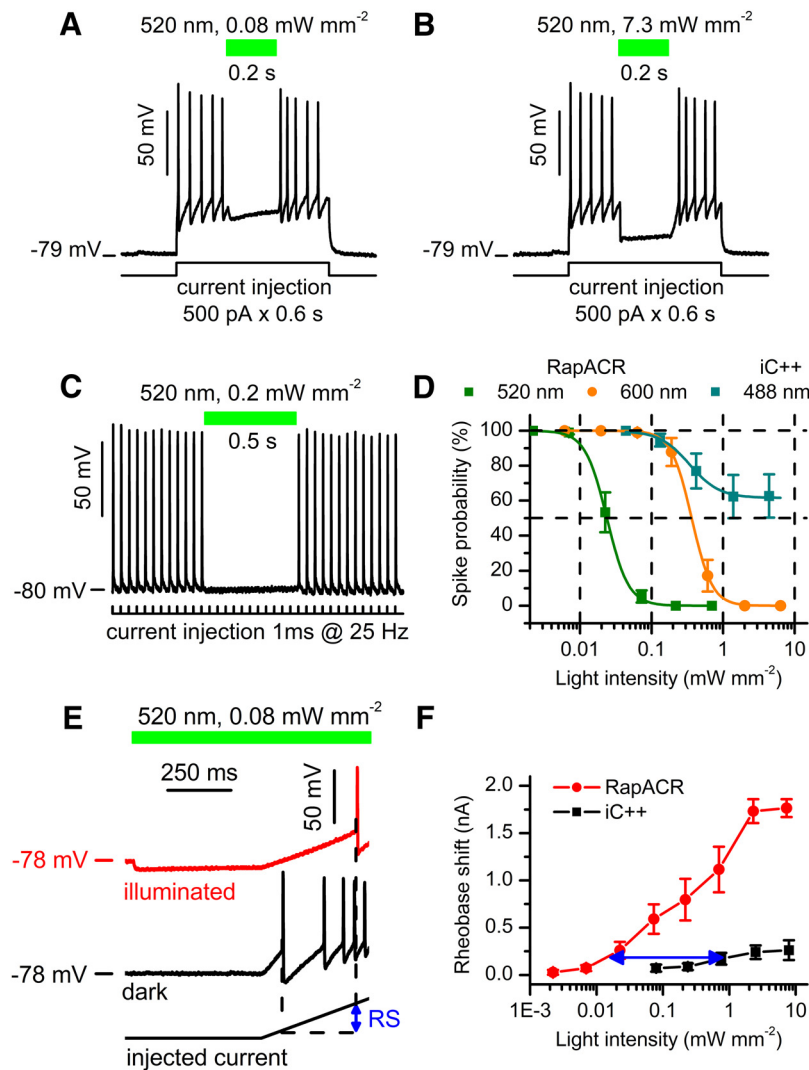 A
520 nm, 0.08 mW mm⁻²
0.2 s
50 mV
-79 mV
current injection
500 pA x 0.6 s
B
520 nm, 7.3 mW mm⁻²
0.2 s
50 mV
-79 mV
current injection
500 pA x 0.6 s
C
520 nm, 0.2 mW mm⁻²
0.5 s
50 mV
-80 mV
current injection 1ms @ 25 Hz
D
RapACR iC++
520 nm 600 nm 488 nm
Spike probability (%)
100
80
60
40
20
0
0.01 0.1 1 10
Light intensity (mW mm⁻²)
E
520 nm, 0.08 mW mm⁻²
250 ms
50 mV
-78 mV
illuminated
-78 mV
dark
RS
injected current
F
RapACR
iC++
Rheobase shift (nA)
2.0
1.5
1.0
0.5
0.0
1E-3 0.01 0.1 1 10
Light intensity (mW mm⁻²)